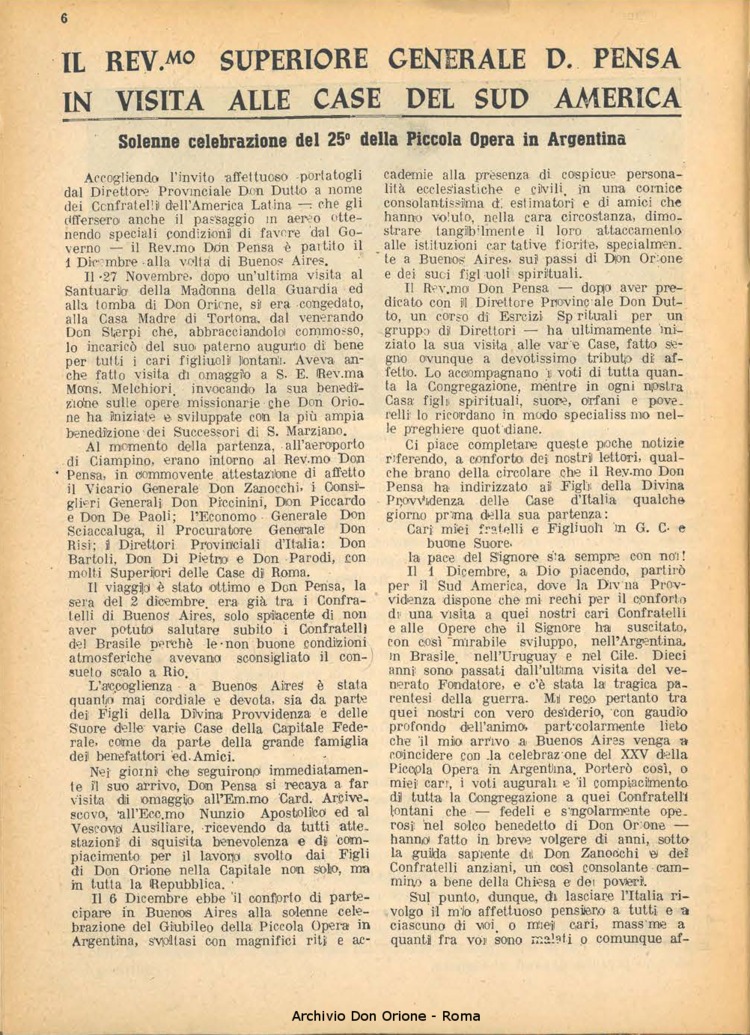 6
IL REV.MO SUPERIORE GENERALE D. PENSA
IN VISITA ALLE CASE DEL SUD AMERICA
Solenne celebrazione del 25º della Piccola Opera in Argentina
Accogliendo l'invito affettuoso portatogli
dal Direttore Provinciale Don Dutto a nome
dei Confratelli dell'America Latina — che gli
offersero anche il passaggio in aereo otte-
nendo speciali condizioni di favore dal Go-
verno — il Rev.mo Don Pensa è partito il
1 Dicembre alla volta di Buenos Aires.
Il 27 Novembre, dopo un'ultima visita al
Santuario della Madonna della Guardia ed
alla tomba di Don Orione, si era congedato,
alla Casa Madre di Tortona, dal venerando
Don Sterpi che, abbracciandolo commosso,
lo incaricò del suo paterno augurio di bene
per tutti i cari figliuoli lontani. Aveva an-
che fatto visita di omaggio a S. E. Rev.ma
Mons. Melchiori, invocando la sua benedi-
zione sulle opere missionarie che Don Orio-
ne ha iniziate e sviluppate con la più ampia
benedizione dei Successori di S. Marziano.
Al momento della partenza, all'aeroporto
di Ciampino, erano intorno al Rev.mo Don
Pensa, in commovente attestazione di affetto
il Vicario Generale Don Zanocchi, i Consi-
glieri Generali Don Piccinini, Don Piccardo
e Don De Paoli; l'Economo Generale Don
Sciaccaluga, il Procuratore Generale Don
Risi; i Direttori Provinciali d'Italia: Don
Bartoli, Don Di Pietro e Don Parodi, con
molti Superiori delle Case di Roma.
Il viaggio è stato ottimo e Don Pensa, la
sera del 2 dicembre, era già tra i Confra-
telli di Buenos Aires, solo spiacente di non
aver potuto salutare subito i Confratelli
del Brasile perchè le non buone condizioni
atmosferiche avevano sconsigliato il con-
sueto scalo a Rio.
L'accoglienza a Buenos Aires è stata
quanto mai cordiale e devota, sia da parte
dei Figli della Divina Provvidenza e delle
Suore delle varie Case della Capitale Fede-
rale, come da parte della grande famiglia
dei benefattori ed Amici.
Nei giorni che seguirono immediatamen-
te il suo arrivo, Don Pensa si recava a far
visita di omaggio all'Em.mo Card. Arcive-
scovo, all'Ecc.mo Nunzio Apostolico ed al
Vescovo Ausiliare, ricevendo da tutti atte-
stazioni di squisita benevolenza e di com-
piacimento per il lavoro svolto dai Figli
di Don Orione nella Capitale non solo, ma
in tutta la Repubblica.
Il 6 Dicembre ebbe il conforto di parte-
cipare in Buenos Aires alla solenne cele-
brazione del Giubileo della Piccola Opera in
Argentina, svoltasi con magnifici riti e ac-
cademie alla presenza di cospicue persona-
lità ecclesiastiche e civili, in una cornice
consolantissima di estimatori e di amici che
hanno voluto, nella cara circostanza, dimo-
strare tangibilmente il loro attaccamento
alle istituzioni caritative fiorite, specialmen-
te a Buenos Aires, sui passi di Don Orione
e dei suoi figliuoli spirituali.
Il Rev.mo Don Pensa — dopo aver pre-
dicato con il Direttore Provinciale Don Dut-
to, un corso di Esercizi Spirituali per un
gruppo di Direttori — ha ultimamente ini-
ziato la sua visita alle varie Case, fatto se-
gno ovunque a devotissimo tributo di af-
fetto. Lo accompagnano i voti di tutta quan-
ta la Congregazione, mentre in ogni nostra
Casa figli spirituali, suore, orfani e pove-
relli lo ricordano in modo specialissimo nel-
le preghiere quotidiane.
Ci piace completare queste poche notizie
riferendo, a conforto dei nostri lettori, qual-
che brano della circolare che il Rev.mo Don
Pensa ha indirizzato ai Figli della Divina
Provvidenza delle Case d'Italia qualche
giorno prima della sua partenza:
Cari miei fratelli e Figliuoli in G. C. e
buone Suore,
la pace del Signore sia sempre con noi!
Il 1 Dicembre, a Dio piacendo, partirò
per il Sud America, dove la Divina Prov-
videnza dispone che mi rechi per il conforto
di una visita a quei nostri cari Confratelli
e alle Opere che il Signore ha suscitato,
con così mirabile sviluppo, nell'Argentina,
in Brasile, nell'Uruguay e nel Cile. Dieci
anni sono passati dall'ultima visita del ve-
nerato Fondatore, e c'è stata la tragica pa-
rentesi della guerra. Mi reco pertanto tra
quei nostri con vero desiderio, con gaudio
profondo dell'animo, particolarmente lieto
che il mio arrivo a Buenos Aires venga a
coincidere con la celebrazione del XXV della
Piccola Opera in Argentina. Porterò così, o
miei cari, i voti augurali e il compiacimento
di tutta la Congregazione a quei Confratelli
lontani che — fedeli e singolarmente ope-
rosi nel solco benedetto di Don Orione —
hanno fatto in breve volgere di anni, sotto
la guida sapiente di Don Zanocchi e dei
Confratelli anziani, un così consolante cam-
mino a bene della Chiesa e dei poveri.
Sul punto, dunque, di lasciare l'Italia ri-
volgo il mio affettuoso pensiero a tutti e a
ciascuno di voi, o miei cari, massime a
quanti fra voi sono malati o comunque af-
Archivio Don Orione - Roma